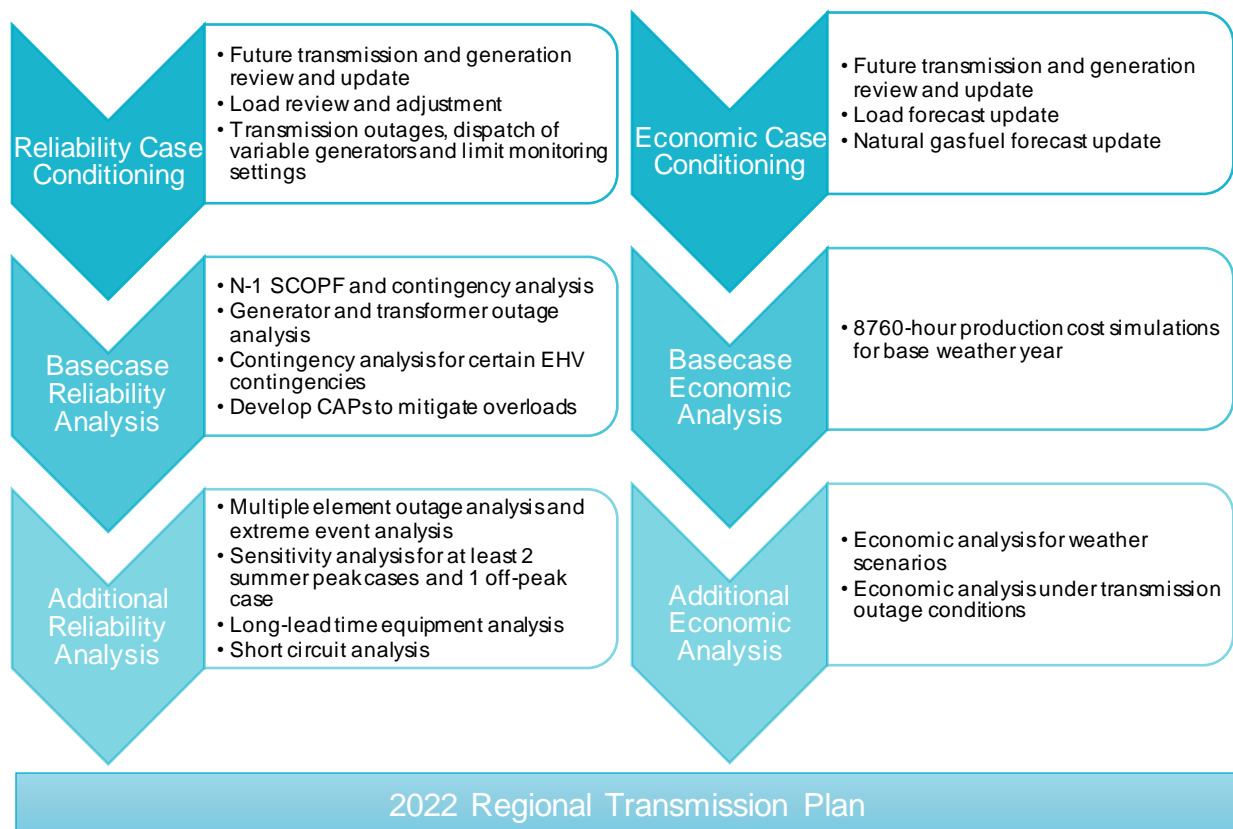 Reliability Case
Conditioning
• Future transmission and generation
review and update
• Load review and adjustment
• Transmission outages, dispatch of
variable generators and limit monitoring
settings
Basecase
Reliability
Analysis
• N-1 SCOPF and contingency analysis
• Generator and transformer outage
analysis
• Contingency analysis for certain EHV
contingencies
• Develop CAPs to mitigate overloads
Additional
Reliability
Analysis
• Multiple element outage analysis and
extreme event analysis
• Sensitivity analysis for at least 2
summer peak cases and 1 off-peak
case
• Long-lead time equipment analysis
• Short circuit analysis
Economic Case
Conditioning
• Future transmission and generation
review and update
• Load forecast update
• Natural gas fuel forecast update
Basecase
Economic
Analysis
• 8760-hour production cost simulations
for base weather year
Additional
Economic
Analysis
• Economic analysis for weather
scenarios
• Economic analysis under transmission
outage conditions
2022 Regional Transmission Plan